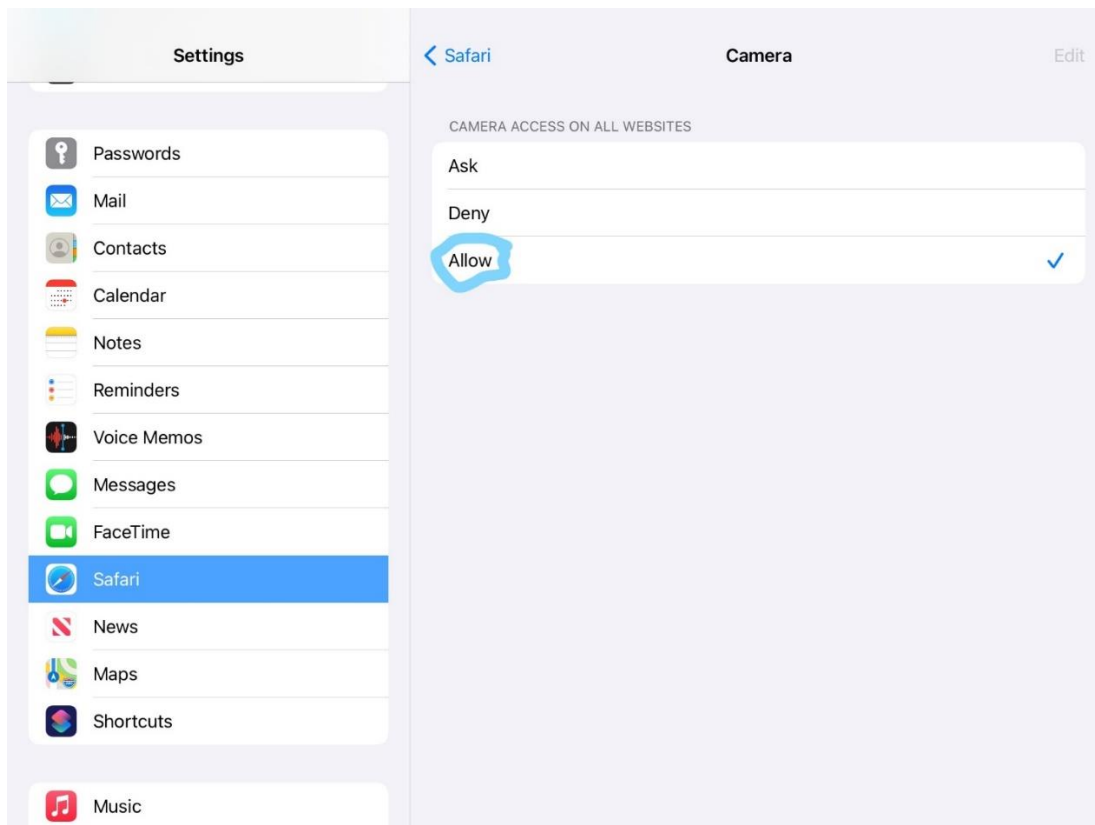 Settings
Passwords
Mail
Contacts
Calendar
Notes
Reminders
Voice Memos
Messages
FaceTime
Safari
News
Maps
Shortcuts
Music
Safari
Camera
Edit
CAMERA ACCESS ON ALL WEBSITES
Ask
Deny
Allow